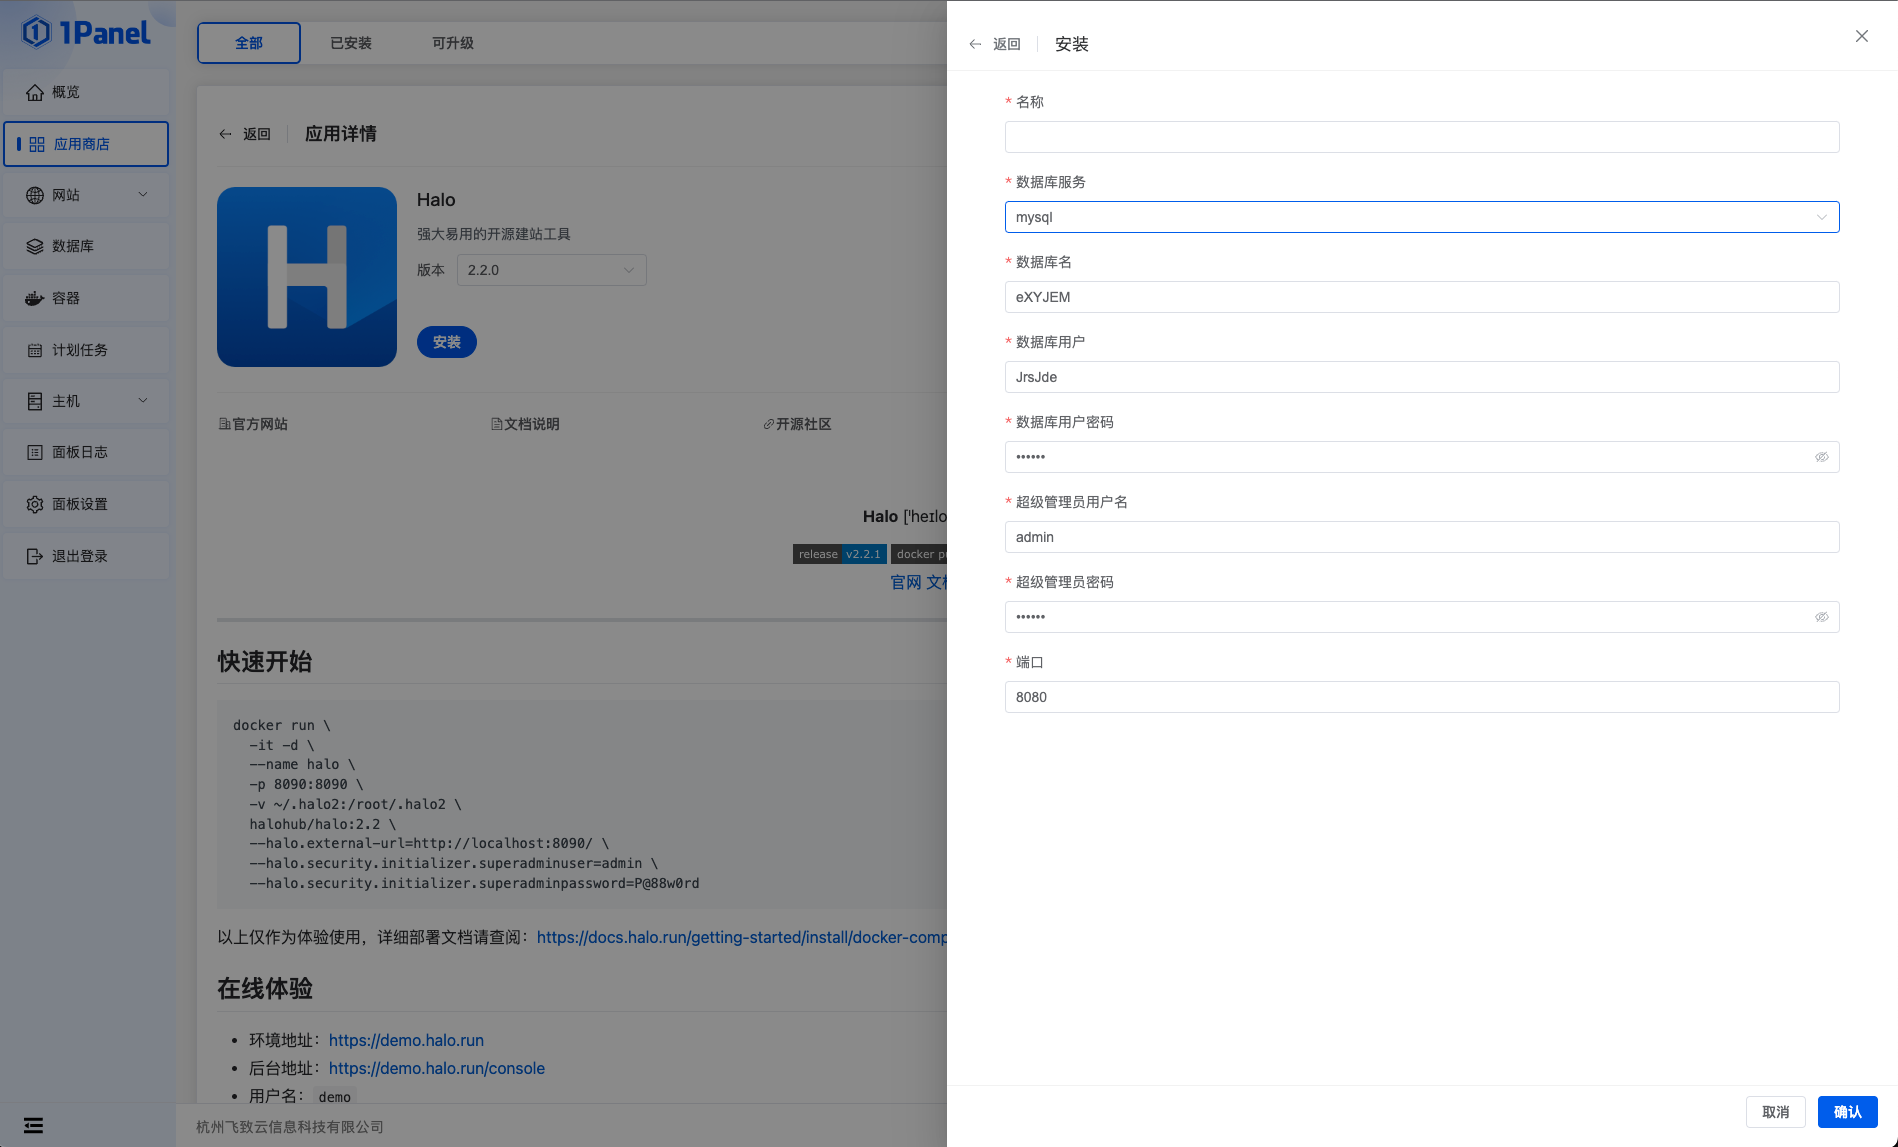 1Panel
概览
应用商店
网站
数据库
容器
计划任务
主机
面板日志
面板设置
退出登录
全部 已安装 可升级
返回 应用详情
Halo
强大易用的开源建站工具
版本 2.2.0
安装
官方网站 文档说明 开源社区
Halo [ˈheɪlo
release v2.2.1 docker pu
官网 文
快速开始
docker run \
-it -d \
--name halo \
-p 8090:8090 \
-v ~/.halo2:/root/.halo2 \
halohub/halo:2.2 \
--halo.external-url=http://localhost:8090/ \
--halo.security.initializer.superadminuser=admin \
--halo.security.initializer.superadminpassword=P@88w0rd
以上仅作为体验使用，详细部署文档请查阅：https://docs.halo.run/getting-started/install/docker-comp
在线体验
• 环境地址：https://demo.halo.run
• 后台地址：https://demo.halo.run/console
• 用户名：demo
杭州飞致云信息科技有限公司
返回 安装
* 名称
* 数据库服务
mysql
* 数据库名
eXYJEM
* 数据库用户
JrsJde
* 数据库用户密码
••••••
* 超级管理员用户名
admin
* 超级管理员密码
••••••
* 端口
8080
取消 确认